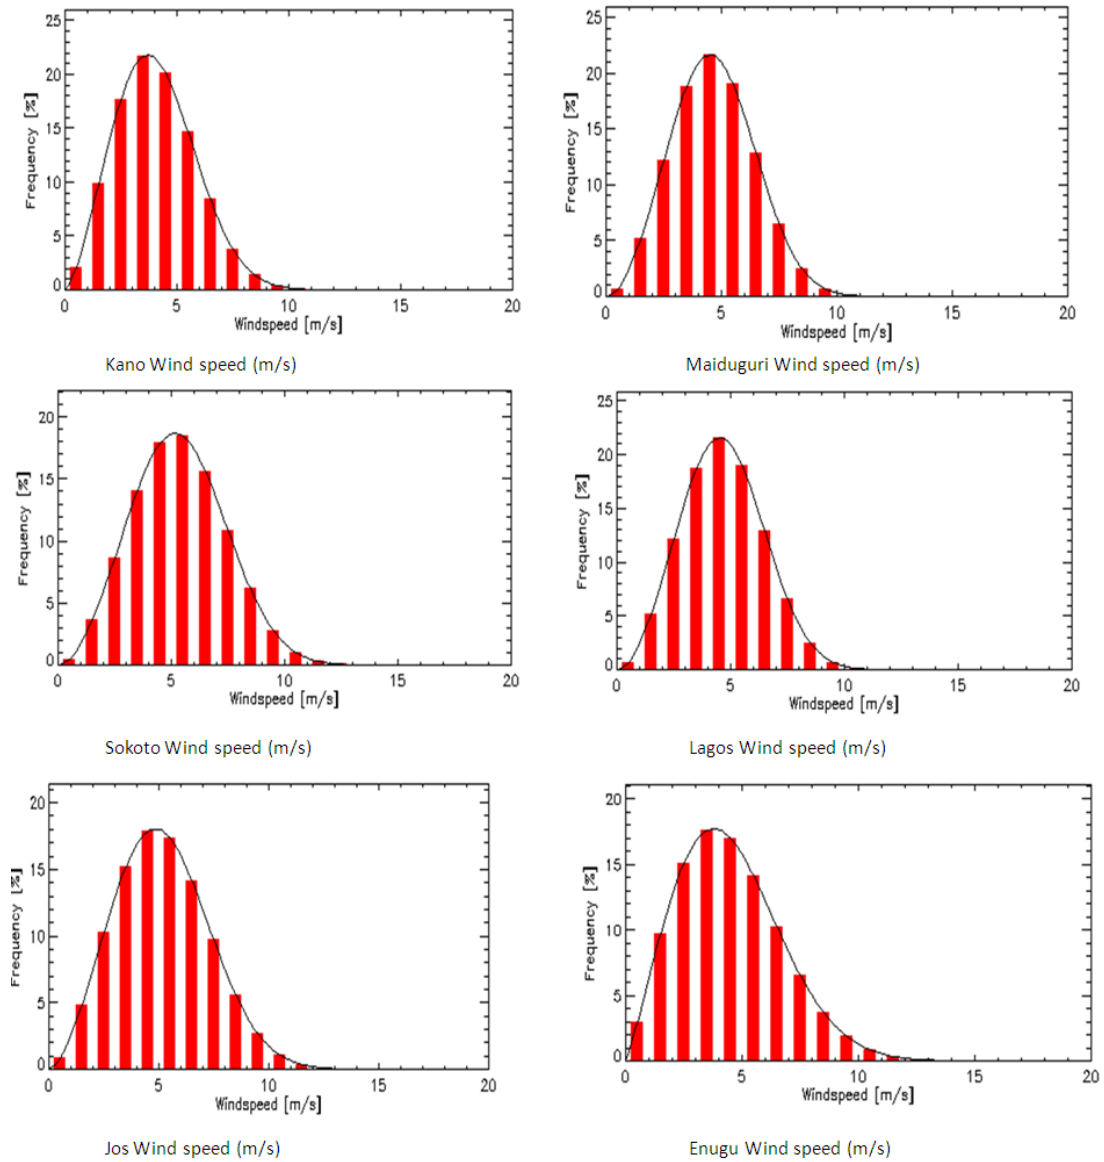 25
20
15
10
5
0
Frequency [%]
0 5 10 15 20
Windspeed [m/s]
Kano Wind speed (m/s)
25
20
15
10
5
0
Frequency [%]
0 5 10 15 20
Windspeed [m/s]
Maiduguri Wind speed (m/s)
20
15
10
5
0
Frequency [%]
0 5 10 15 20
Windspeed [m/s]
Sokoto Wind speed (m/s)
25
20
15
10
5
0
Frequency [%]
0 5 10 15 20
Windspeed [m/s]
Lagos Wind speed (m/s)
20
15
10
5
0
Frequency [%]
0 5 10 15 20
Windspeed [m/s]
Jos Wind speed (m/s)
20
15
10
5
0
Frequency [%]
0 5 10 15 20
Windspeed [m/s]
Enugu Wind speed (m/s)